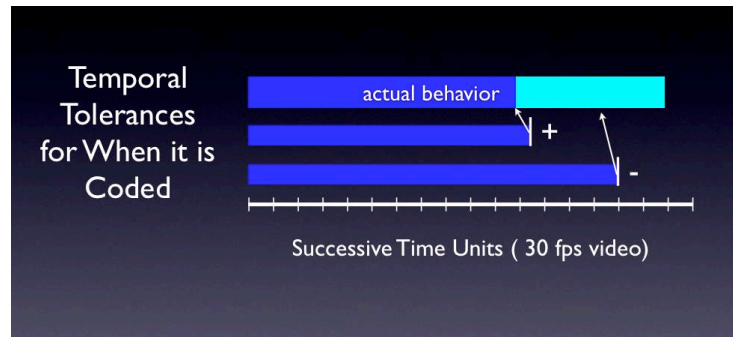 Temporal
Tolerances
for When it is
Coded
actual behavior
+
-
Successive Time Units ( 30 fps video)